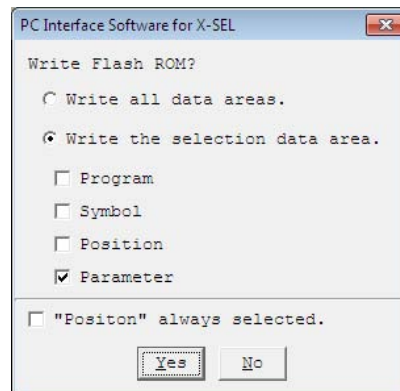 PC Interface Software for X-SEL
Write Flash ROM?
Write all data areas.
Write the selection data area.
Program
Symbol
Position
Parameter
"Positon" always selected.
Yes No